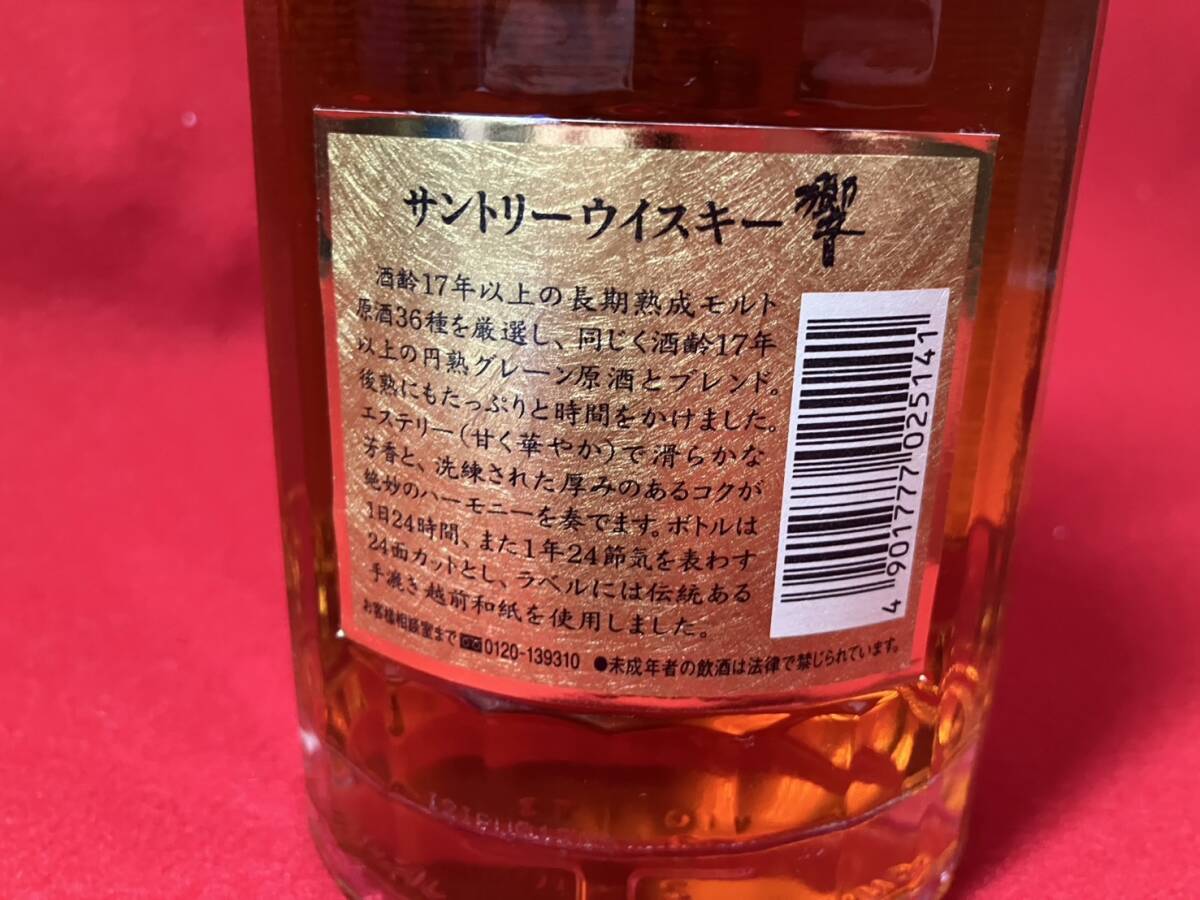 サントリーウイスキー響
酒齢17年以上の長期熟成モルト
原酒36種を厳選し、同じく酒齢17年
以上の円熟グレーン原酒とブレンド。
後熟にもたっぷりと時間をかけました。
エステリー(甘く華やか)で滑らかな
芳香と、洗練された厚みのあるコクが
絶妙のハーモニーを奏でます。ボトルは
1日24時間、また1年24節気を表わす
24面カットとし、ラベルには伝統ある
手漉き越前和紙を使用しました。
お客様相談室まで 0120-139310 ●未成年者の飲酒は法律で禁じられています。
4 901777 025141